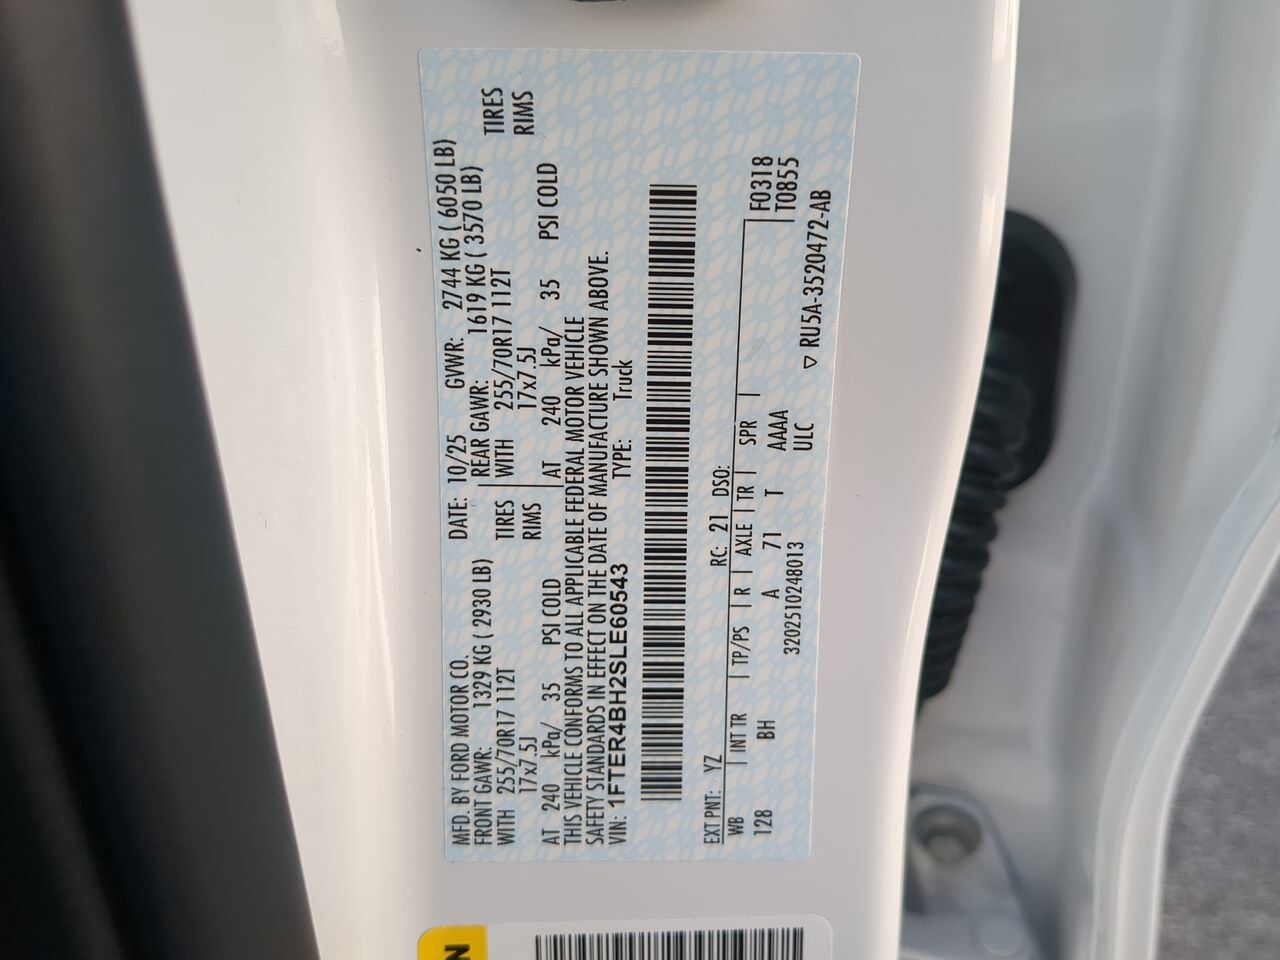 MFD. BY FORD MOTOR CO. DATE: 10/25 GVWR: 2744 KG ( 6050 LB)
FRONT GAWR: 1329 KG ( 2930 LB) REAR GAWR: 1619 KG ( 3570 LB)
WITH 255/70R17 112T TIRES WITH 255/70R17 112T TIRES
17x7.5J RIMS 17x7.5J RIMS
AT 240 kPa/ 35 PSI COLD AT 240 kPa/ 35 PSI COLD
THIS VEHICLE CONFORMS TO ALL APPLICABLE FEDERAL MOTOR VEHICLE
SAFETY STANDARDS IN EFFECT ON THE DATE OF MANUFACTURE SHOWN ABOVE.
VIN: 1FTER4BH2SLE60543 TYPE: Truck
EXT PNT: YZ RC: 21 DSO:
WB INT TR TP/PS R AXLE TR SPR F0318
128 BH A 71 T AAAA T0855
3202510248013 ULC
▽ RU5A-3520472-AB
N